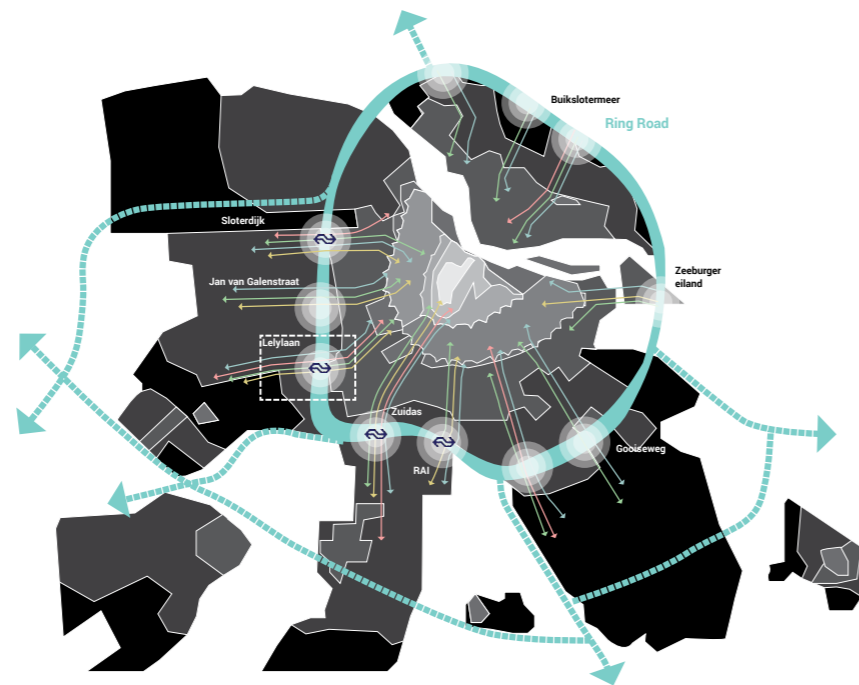 Buikslotermeer
Ring Road
Sloterdijk
Zeeburger
eiland
Jan van Galenstraat
Lelylaan
Zuidas
Gooiseweg
RAI